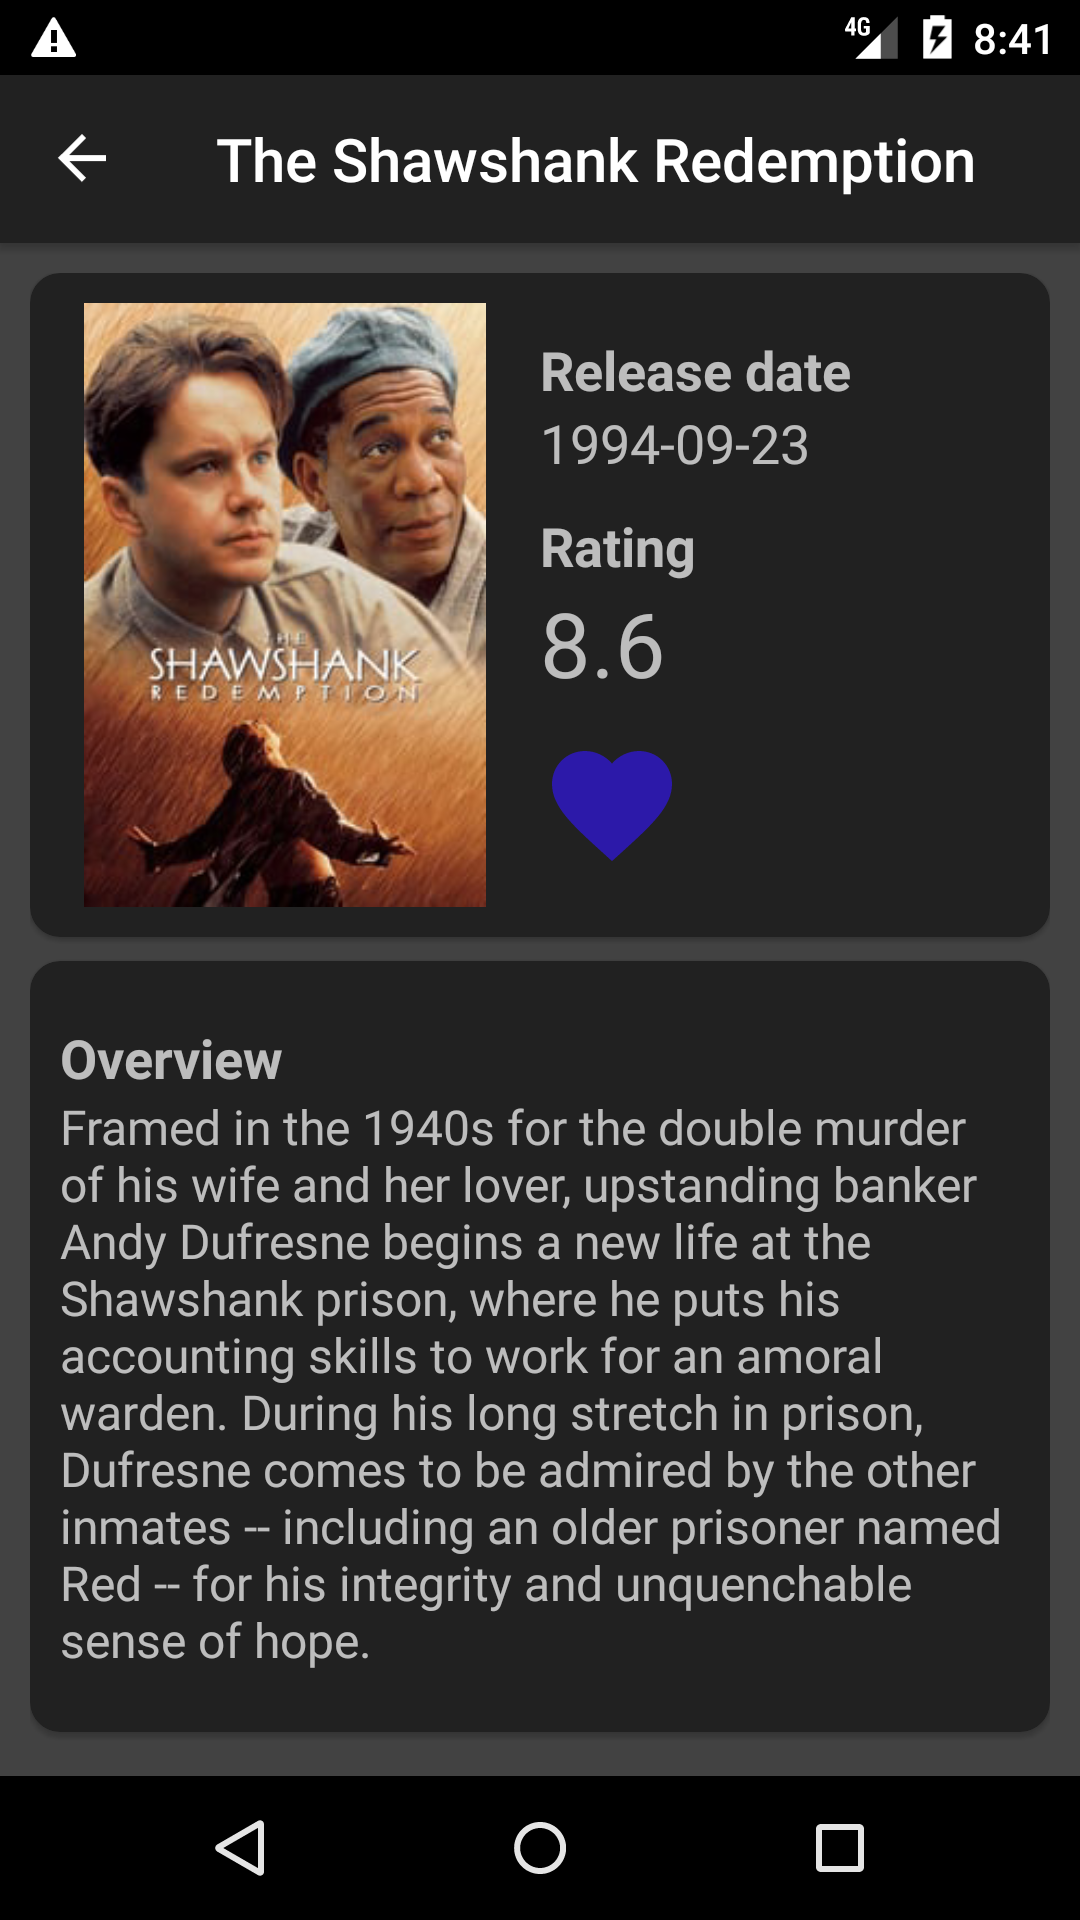 4G 8:41
The Shawshank Redemption
THE
SHAWSHANK
REDEMPTION
Release date
1994-09-23
Rating
8.6
Overview
Framed in the 1940s for the double murder
of his wife and her lover, upstanding banker
Andy Dufresne begins a new life at the
Shawshank prison, where he puts his
accounting skills to work for an amoral
warden. During his long stretch in prison,
Dufresne comes to be admired by the other
inmates -- including an older prisoner named
Red -- for his integrity and unquenchable
sense of hope.